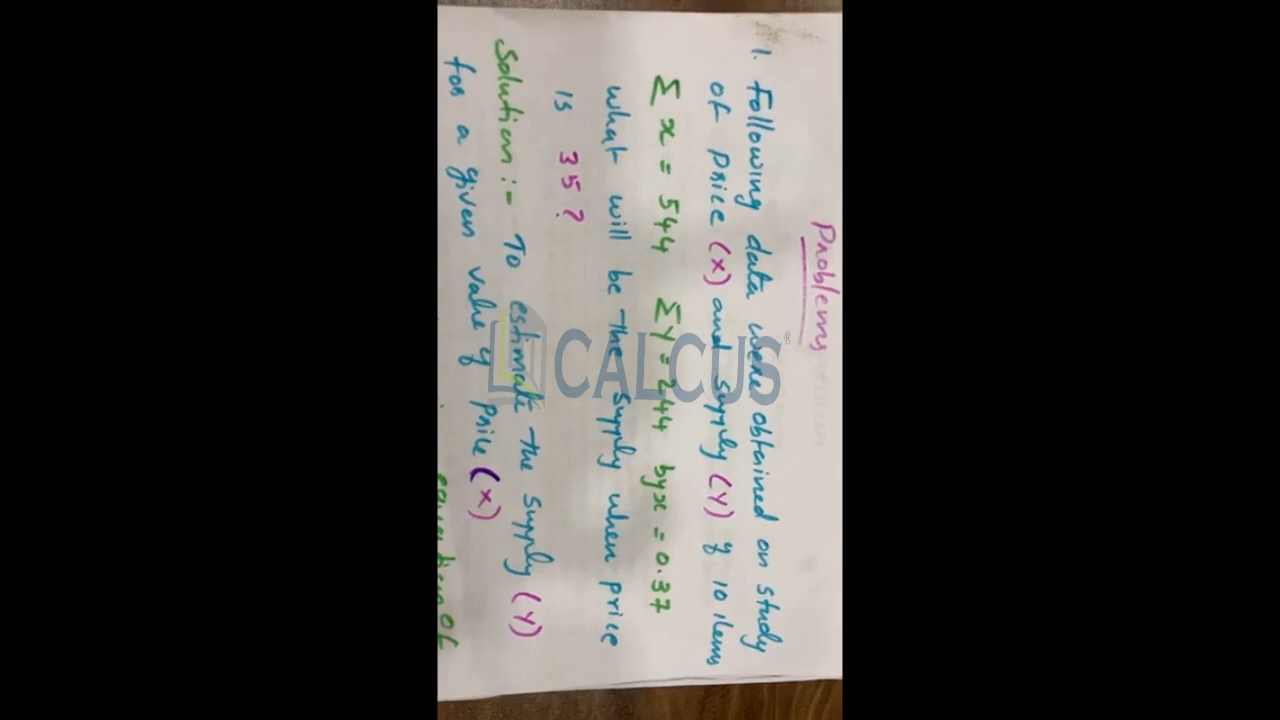 Problems
1. Following data were obtained on study
of price (X) and supply (Y) of 10 items
Σx = 544 ΣY = 244 byx = 0.37
what will be the supply when price
is 35?
Solution:- To estimate the supply (Y)
for a given value of price (X)
CALCUS